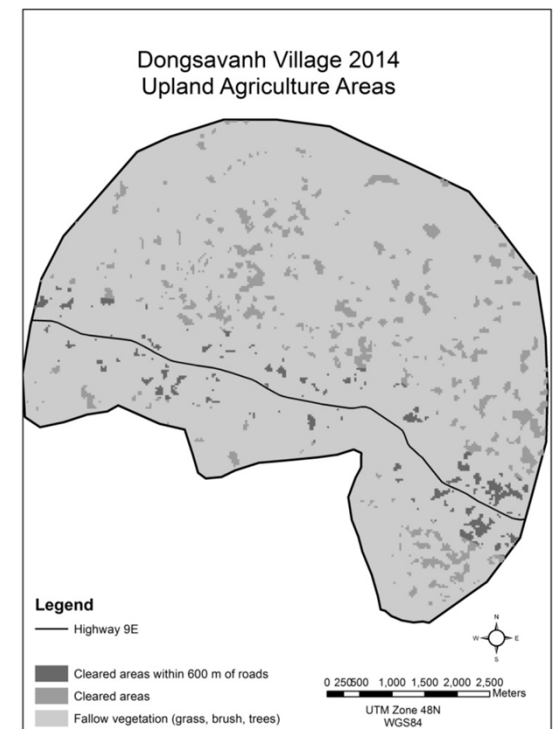 Dongsavanh Village 2014
Upland Agriculture Areas
Legend
Highway 9E
Cleared areas within 600 m of roads
Cleared areas
Fallow vegetation (grass, brush, trees)
N
W E
S
0 250500 1,000 1,500 2,000 2,500
Meters
UTM Zone 48N
WGS84